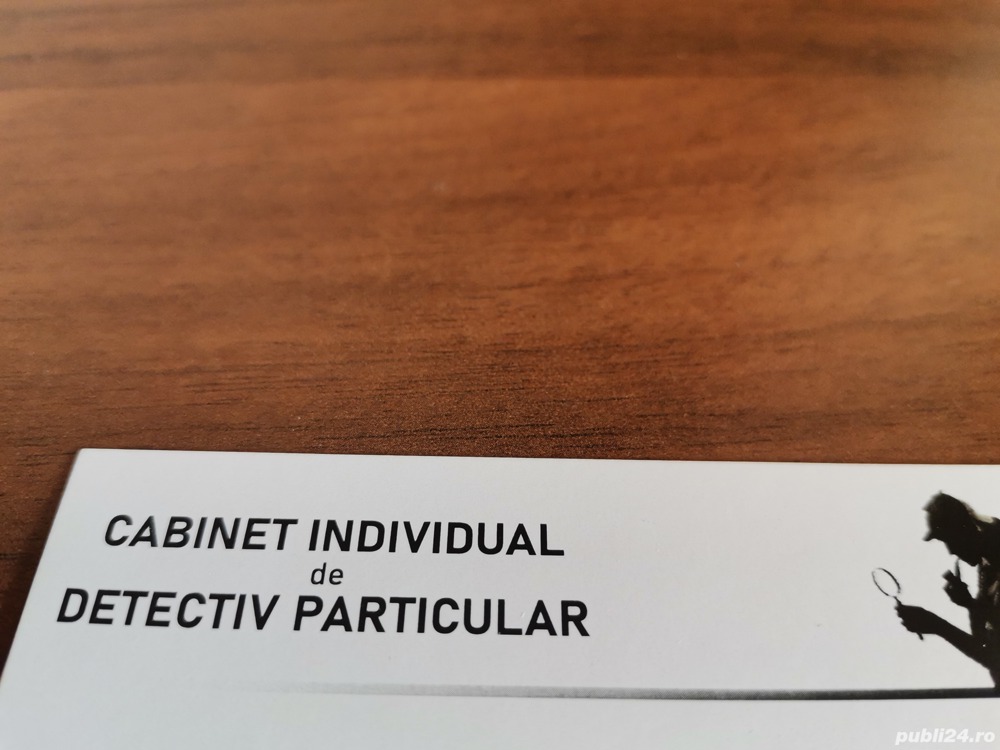 CABINET INDIVIDUAL
de
DETECTIV PARTICULAR
publi24.ro